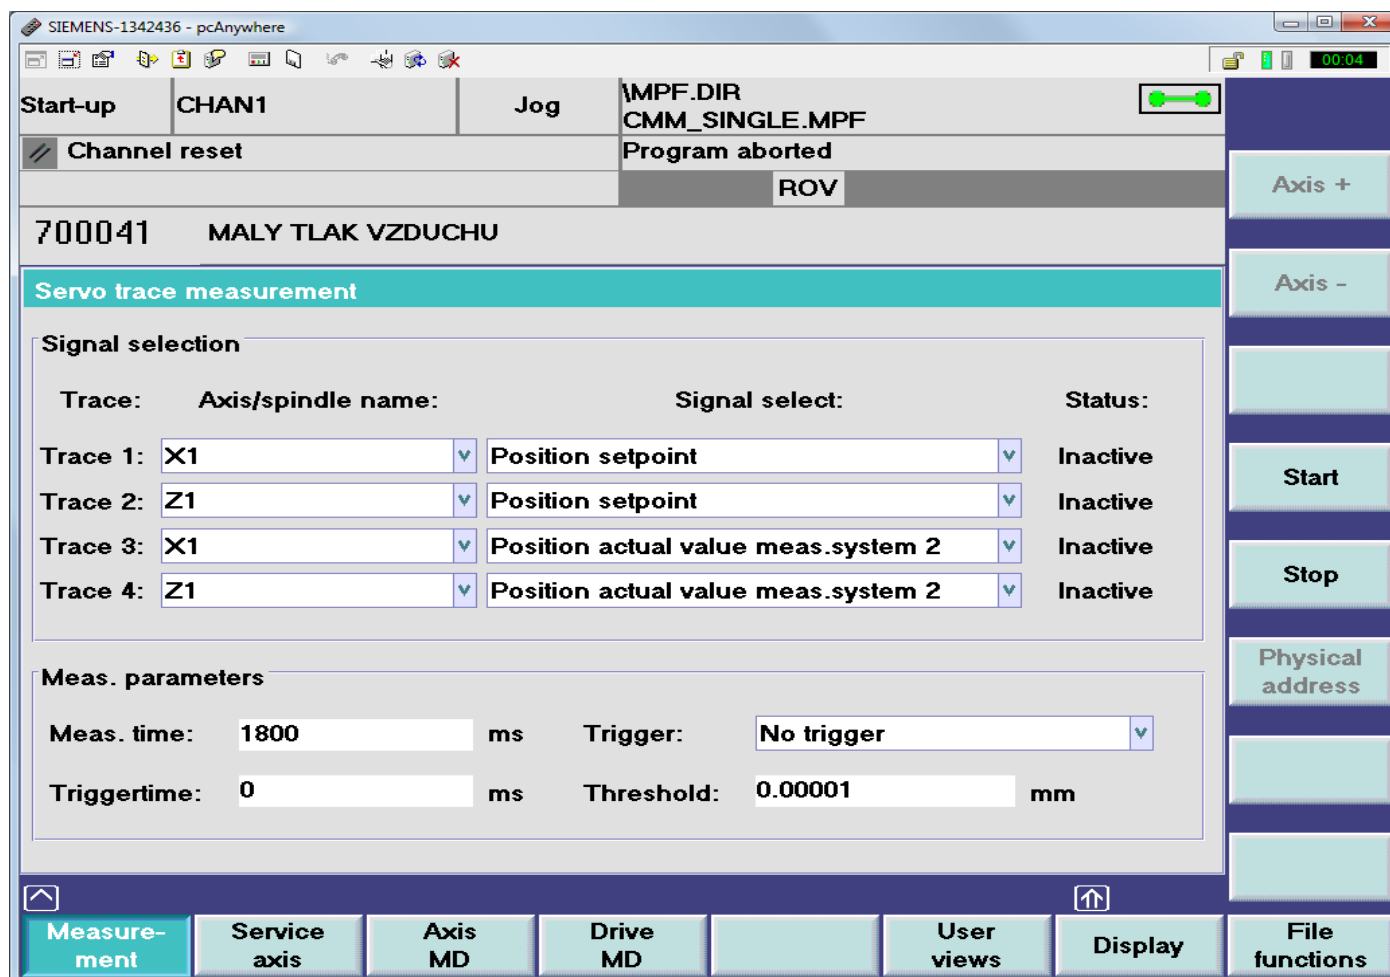 SIEMENS-1342436 - pcAnywhere
00:04
Start-up CHAN1 Jog \MPF.DIR
CMM_SINGLE.MPF
Channel reset Program aborted
ROV
700041 MALY TLAK VZDUCHU
Servo trace measurement
Signal selection
Trace: Axis/spindle name: Signal select: Status:
Trace 1: X1 Position setpoint Inactive
Trace 2: Z1 Position setpoint Inactive
Trace 3: X1 Position actual value meas.system 2 Inactive
Trace 4: Z1 Position actual value meas.system 2 Inactive
Meas. parameters
Meas. time: 1800 ms Trigger: No trigger
Triggertime: 0 ms Threshold: 0.00001 mm
Axis +
Axis -
Start
Stop
Physical
address
Measure-
ment
Service
axis
Axis
MD
Drive
MD
User
views
Display
File
functions